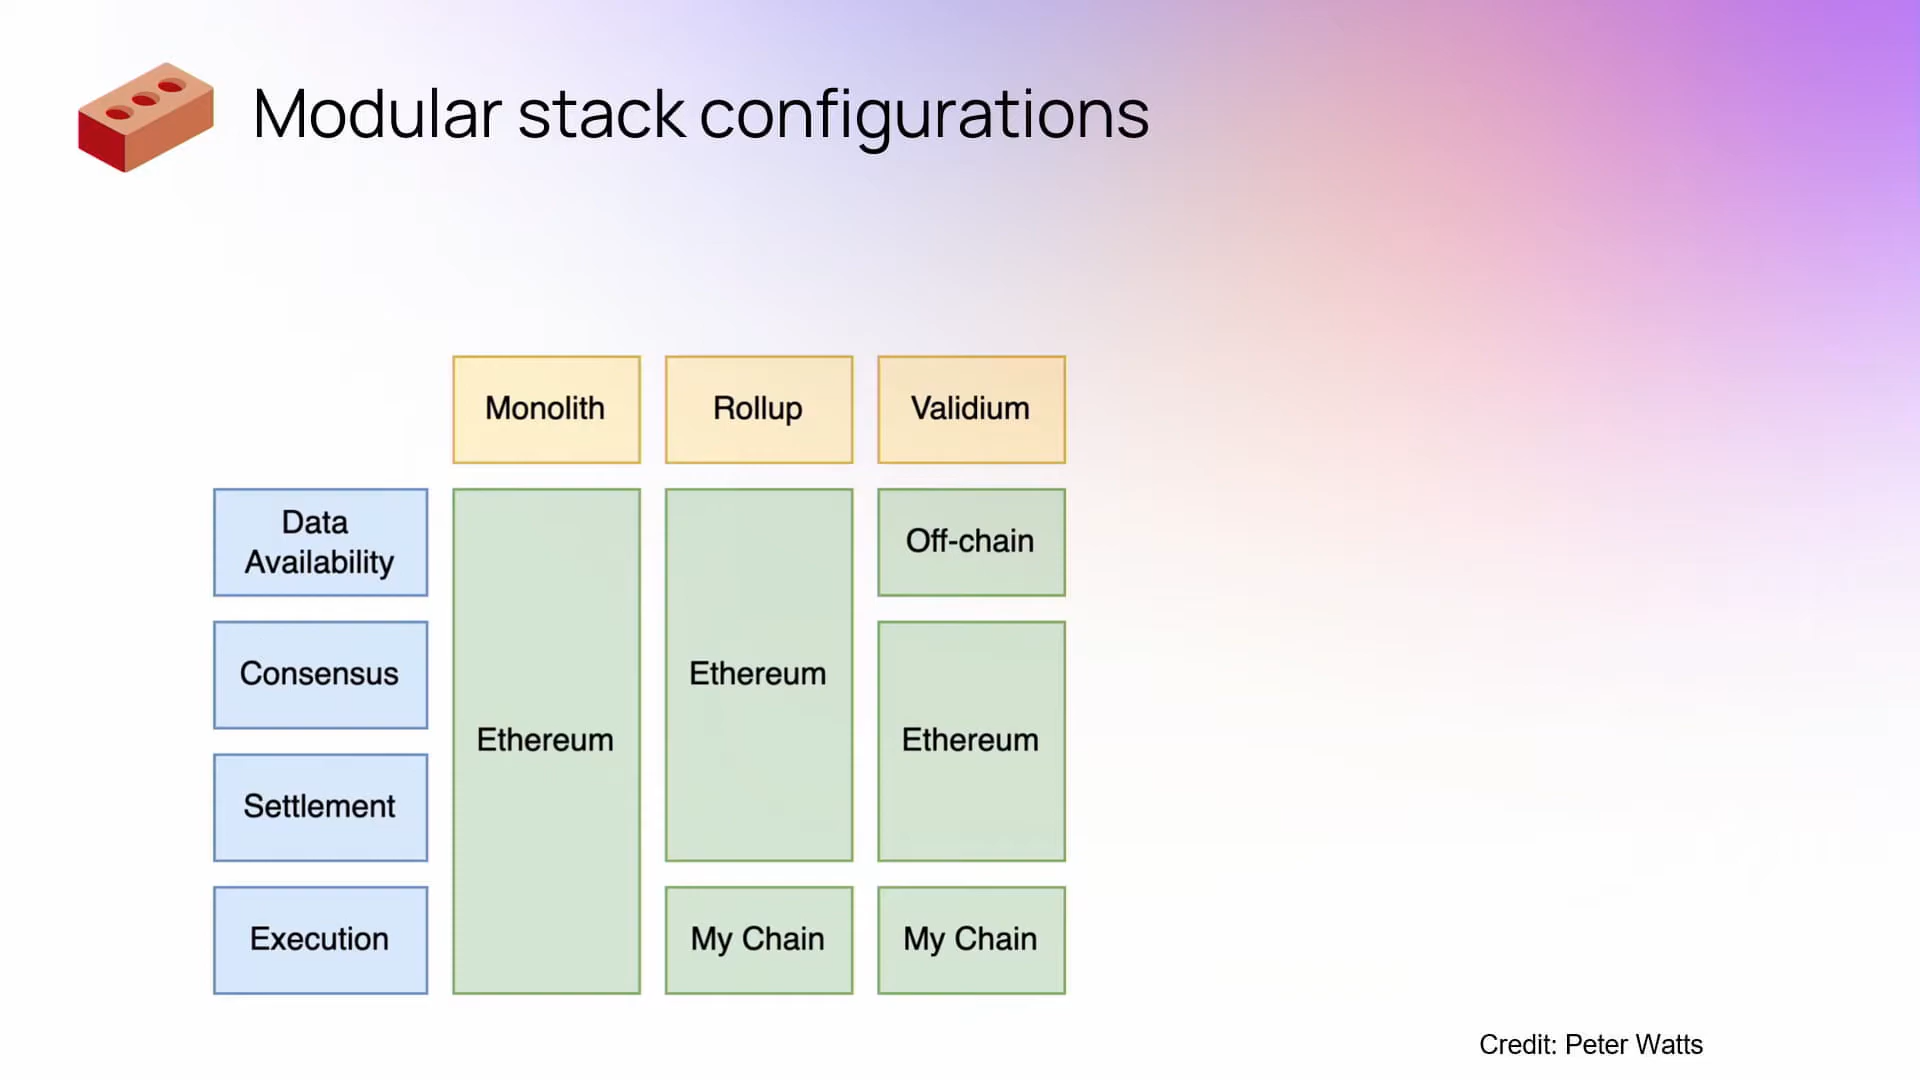 Modular stack configurations
Monolith
Rollup
Validium
Data
Availability
Off-chain
Consensus
Ethereum
Ethereum
Ethereum
Settlement
Execution
My Chain
My Chain
Credit: Peter Watts